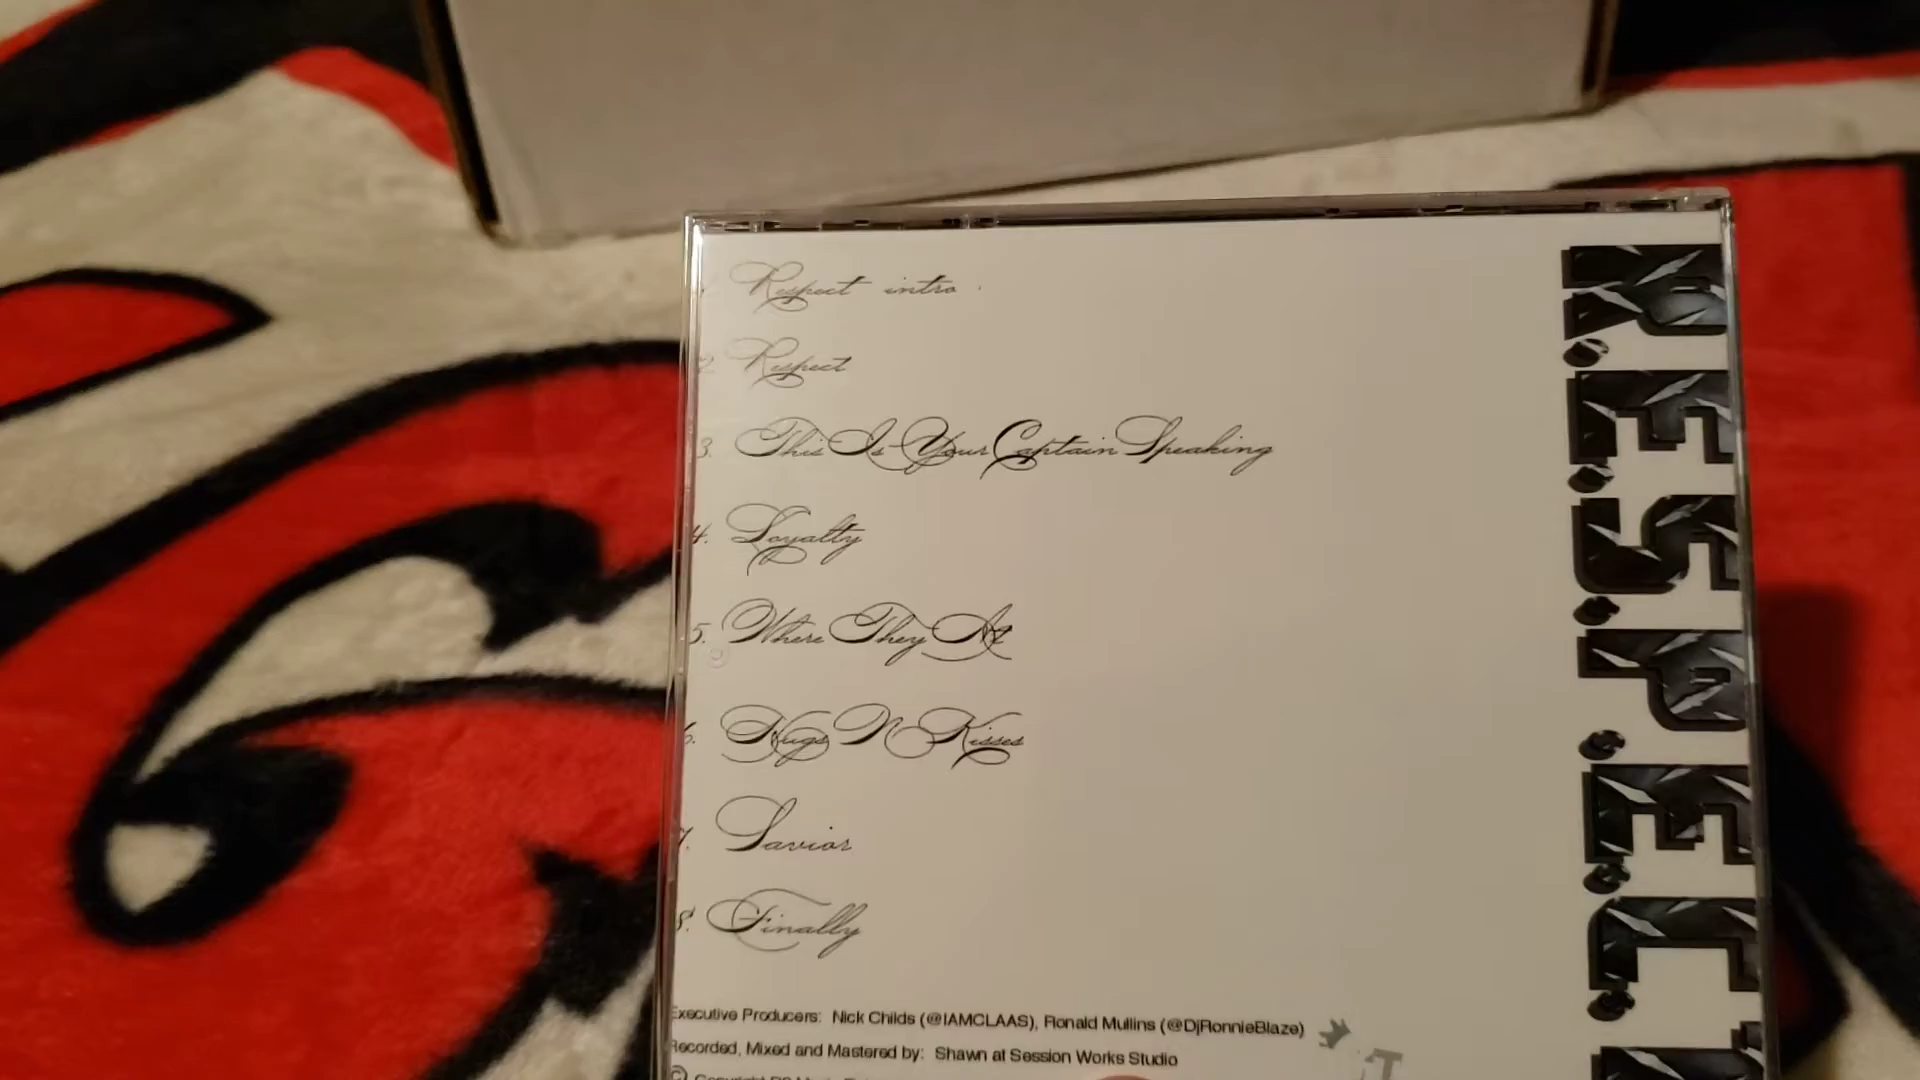 1. Respect intro
2. Respect
3. This Is Your Captain Speaking
4. Loyalty
5. Where They At
6. Hugs N Kisses
7. Savior
8. Finally
R.E.S.P.E.C.T
Executive Producers: Nick Childs (@IAMCLAAS), Ronald Mullins (@DjRonnieBlaze)
Recorded, Mixed and Mastered by: Shawn at Session Works Studio
© Copyright